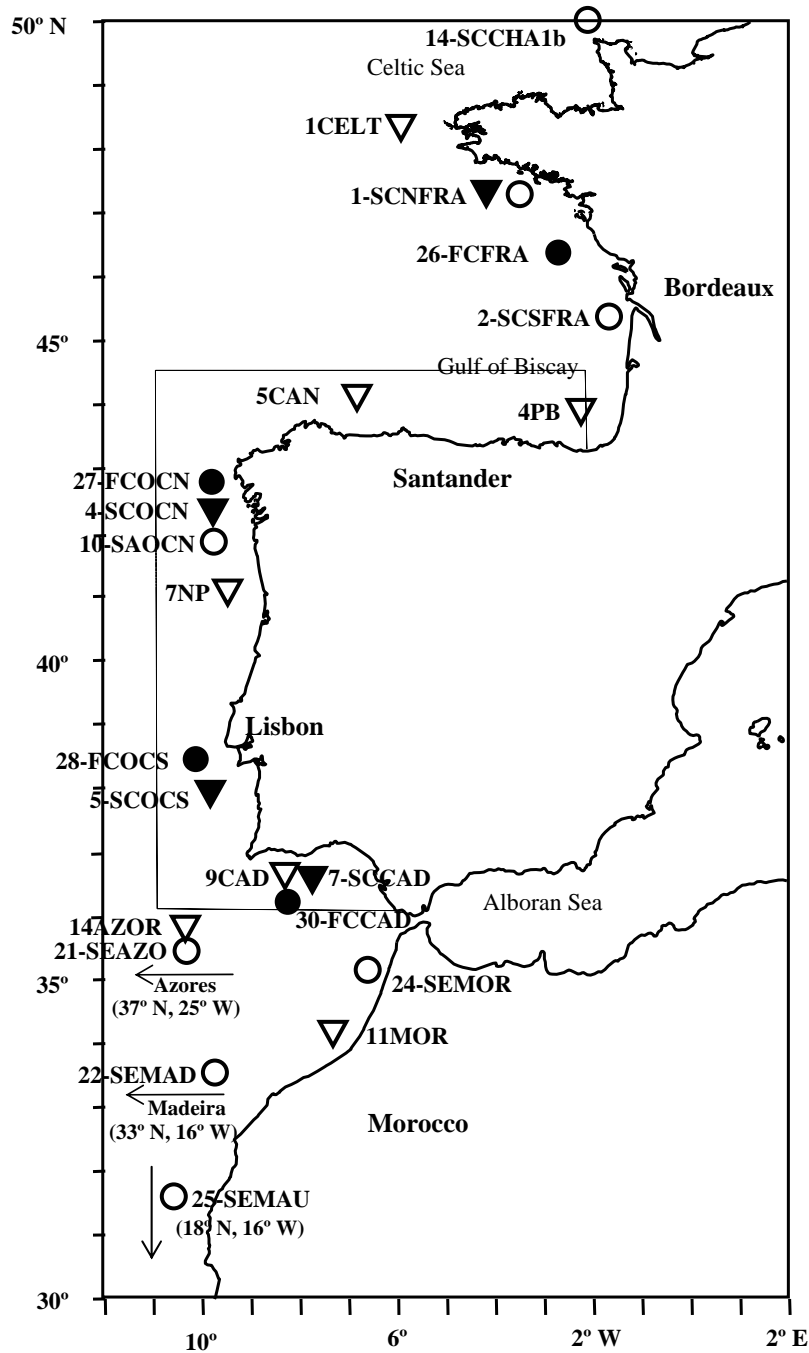 50º N
14-SCCHA1b
Celtic Sea
1CELT
1-SCNFRA
26-FCFRA
Bordeaux
2-SCSFRA
45º
Gulf of Biscay
5CAN
4PB
Santander
27-FCOCN
4-SCOCN
10-SAOCN
7NP
40º
Lisbon
28-FCOCS
5-SCOCS
9CAD
7-SCCAD
30-FCCAD
Alboran Sea
14AZOR
21-SEAZO
Azores
(37º N, 25º W)
35º
24-SEMOR
11MOR
22-SEMAD
Madeira
(33º N, 16º W)
Morocco
25-SEMAU
(18º N, 16º W)
30º
10º
6º
2º W
2º E